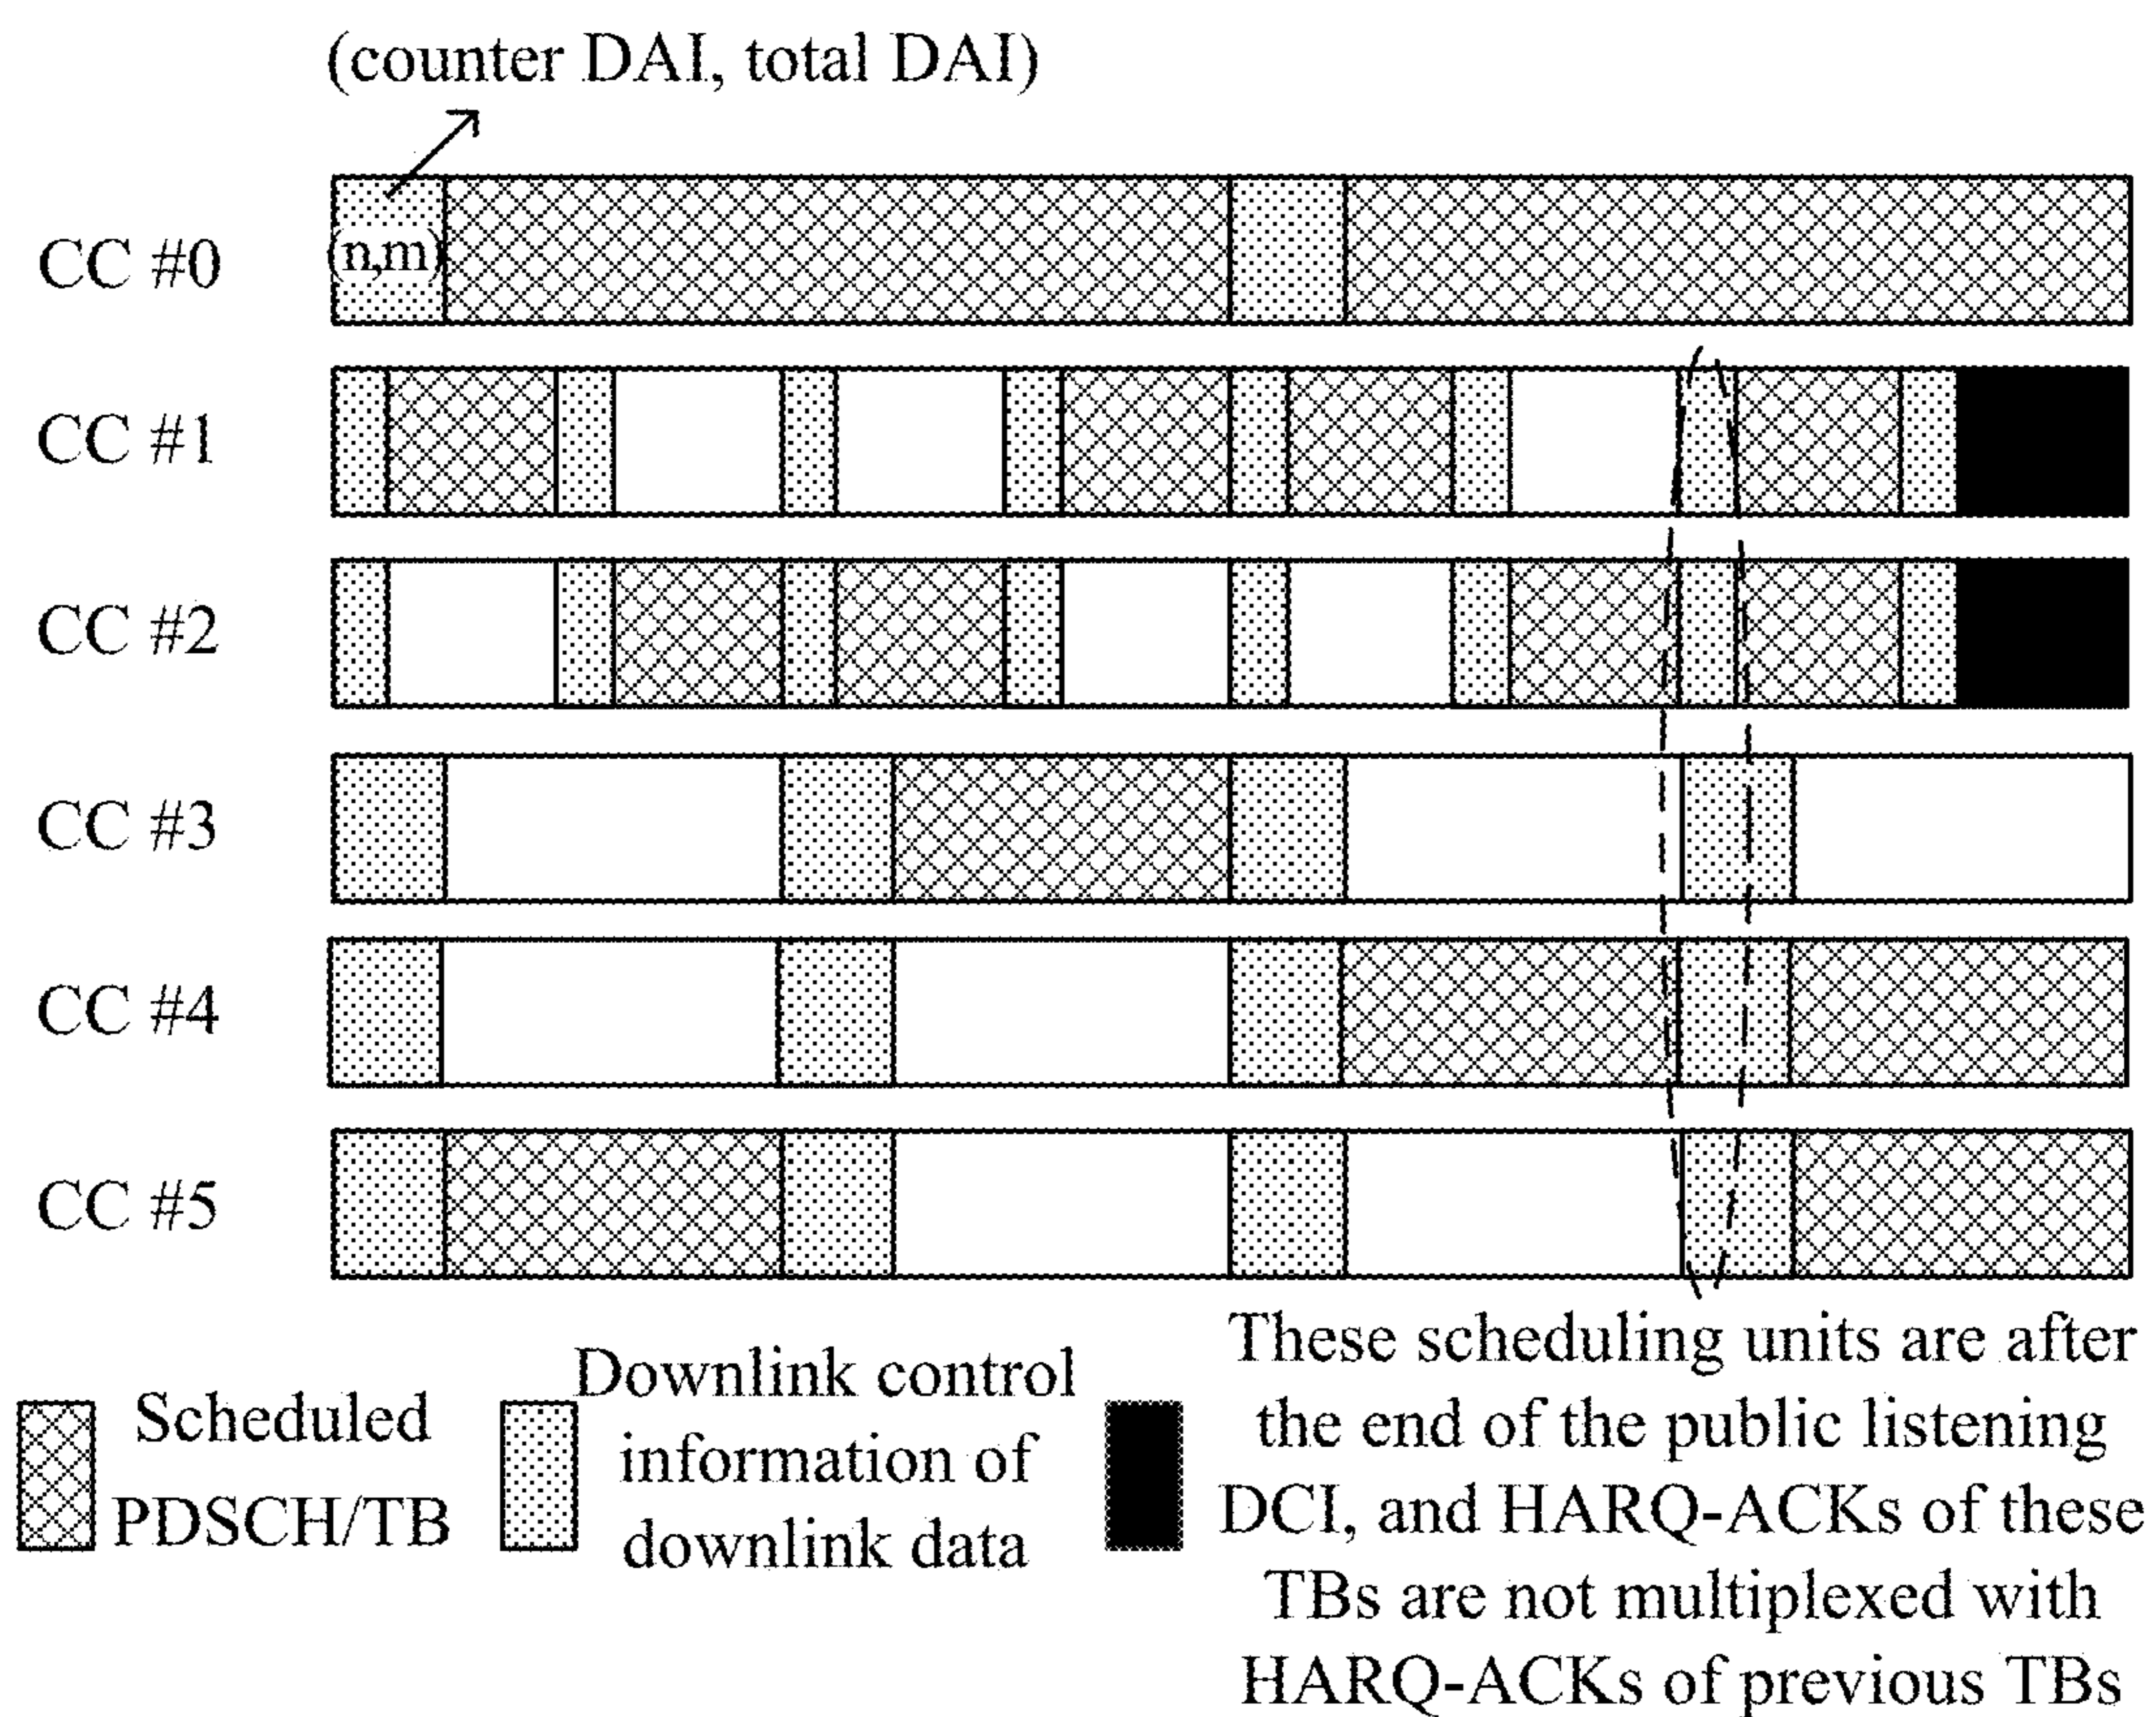 (counter DAI, total DAI)
(n,m)
CC #0
CC #1
CC #2
CC #3
CC #4
CC #5
Scheduled
PDSCH/TB
Downlink control
information of
downlink data
These scheduling units are after
the end of the public listening
DCI, and HARQ-ACKs of these
TBs are not multiplexed with
HARQ-ACKs of previous TBs